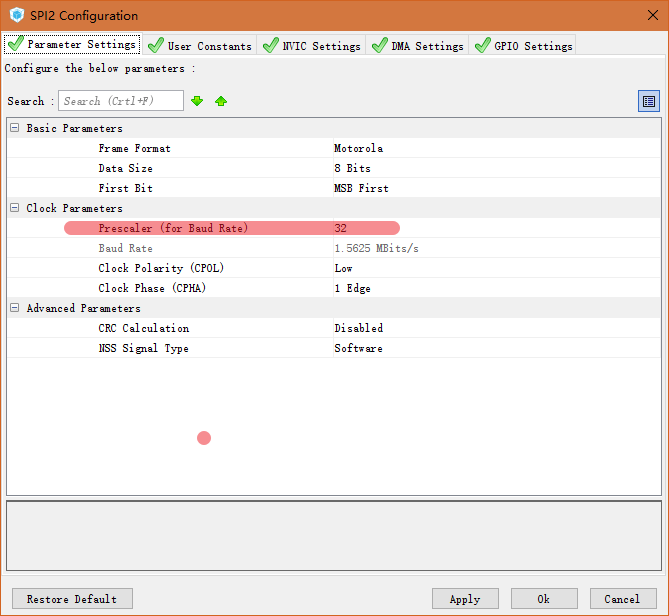 SPI2 Configuration
Parameter Settings User Constants NVIC Settings DMA Settings GPIO Settings
Configure the below parameters :
Search : Search (Crtl+F)
Basic Parameters
Frame Format Motorola
Data Size 8 Bits
First Bit MSB First
Clock Parameters
Prescaler (for Baud Rate) 32
Baud Rate 1.5625 MBits/s
Clock Polarity (CPOL) Low
Clock Phase (CPHA) 1 Edge
Advanced Parameters
CRC Calculation Disabled
NSS Signal Type Software
Restore Default Apply Ok Cancel